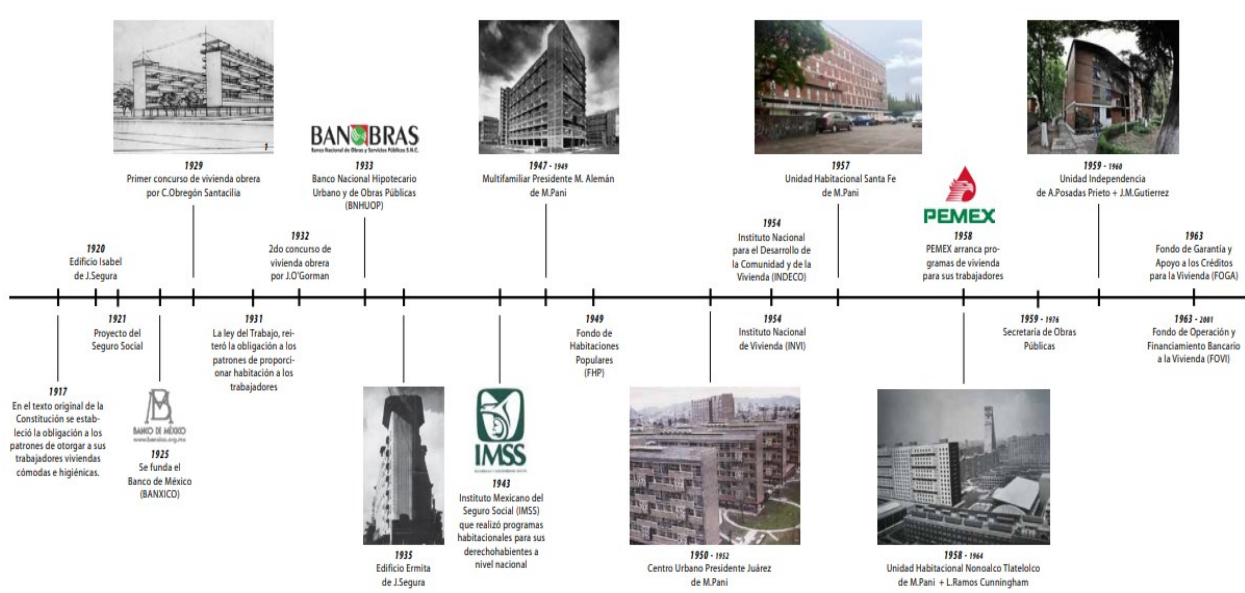 BANOBRAS
Banco Nacional de Obras y Servicios Públicos S.N.C.
1929
Primer concurso de vivienda obrera
por C.Obregón Santacilia
1933
Banco Nacional Hipotecario
Urbano y de Obras Públicas
(BNHUOP)
1947 - 1949
Multifamiliar Presidente M. Alemán
de M.Pani
1957
Unidad Habitacional Santa Fe
de M.Pani
PEMEX
1959 - 1960
Unidad Independencia
de A.Posadas Prieto + J.M.Gutierrez
1920
Edificio Isabel
de J.Segura
1932
2do concurso de
vivienda obrera
por J.O'Gorman
1954
Instituto Nacional
para el Desarrollo de
la Comunidad y de la
Vivienda (INDECO)
1958
PEMEX arranca pro-
gramas de vivienda
para sus trabajadores
1963
Fondo de Garantía y
Apoyo a los Créditos
para la Vivienda (FOGA)
1917
En el texto original de la
Constitución se estab-
leció la obligación a los
patrones de otorgar a sus
trabajadores viviendas
cómodas e higiénicas.
1921
Proyecto del
Seguro Social
BANCO DE MÉXICO
www.banxico.org.mx
1925
Se funda el
Banco de México
(BANXICO)
1931
La ley del Trabajo, rei-
teró la obligación a los
patrones de proporci-
onar habitación a los
trabajadores
1935
Edificio Ermita
de J.Segura
IMSS
1943
Instituto Mexicano del
Seguro Social (IMSS)
que realizó programas
habitacionales para sus
derechohabientes a
nivel nacional
1949
Fondo de
Habitaciones
Populares
(FHP)
1950 - 1952
Centro Urbano Presidente Juárez
de M.Pani
1954
Instituto Nacional
de Vivienda (INVI)
1958 - 1964
Unidad Habitacional Nonoalco Tlatelolco
de M.Pani + L.Ramos Cunningham
1959 - 1976
Secretaría de Obras
Públicas
1963 - 2001
Fondo de Operación y
Financiamiento Bancario
a la Vivienda (FOVI)